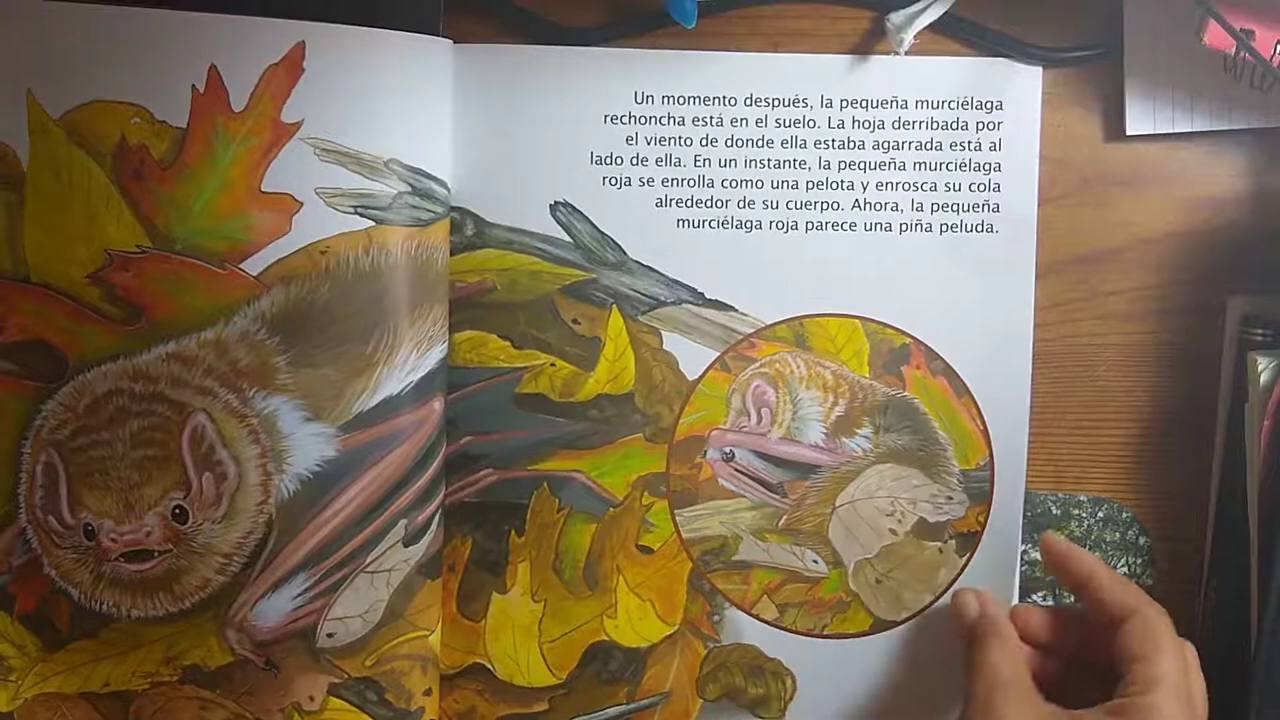 Un momento después, la pequeña murciélaga
rechoncha está en el suelo. La hoja derribada por
el viento de donde ella estaba agarrada está al
lado de ella. En un instante, la pequeña murciélaga
roja se enrolla como una pelota y enrosca su cola
alrededor de su cuerpo. Ahora, la pequeña
murciélaga roja parece una piña peluda.